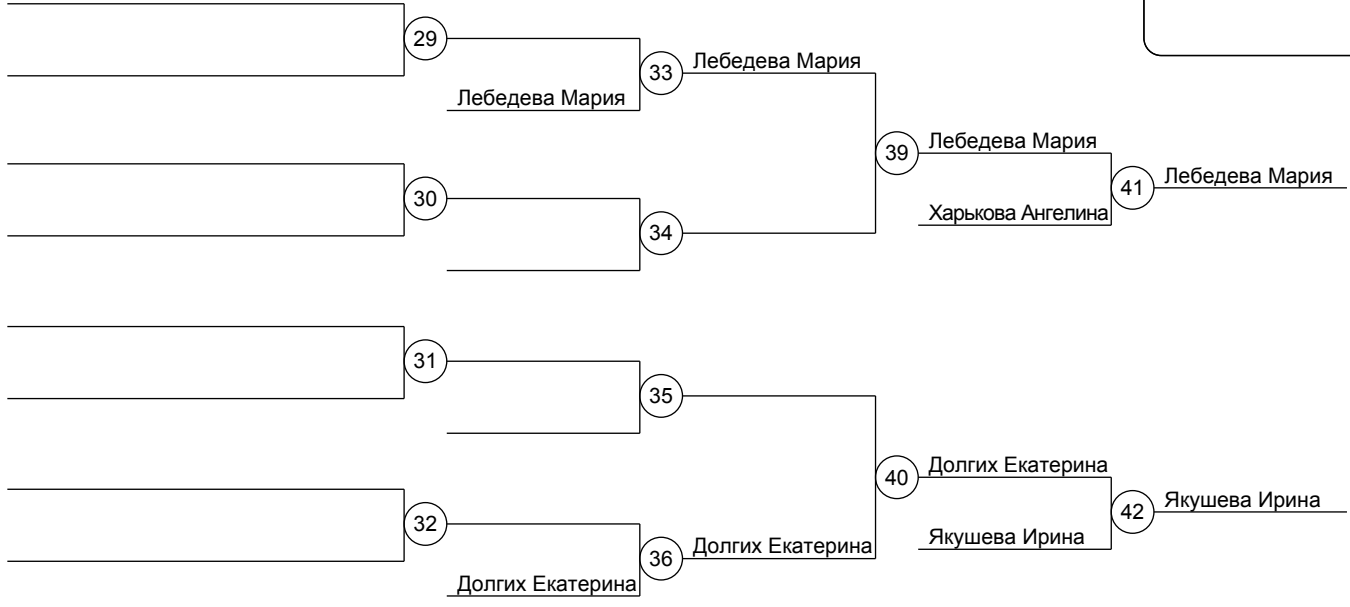 29
33
Лебедева Мария
Лебедева Мария
39
Лебедева Мария
41
Лебедева Мария
30
Харькова Ангелина
34
31
35
40
Долгих Екатерина
42
Якушева Ирина
32
Якушева Ирина
36
Долгих Екатерина
Долгих Екатерина